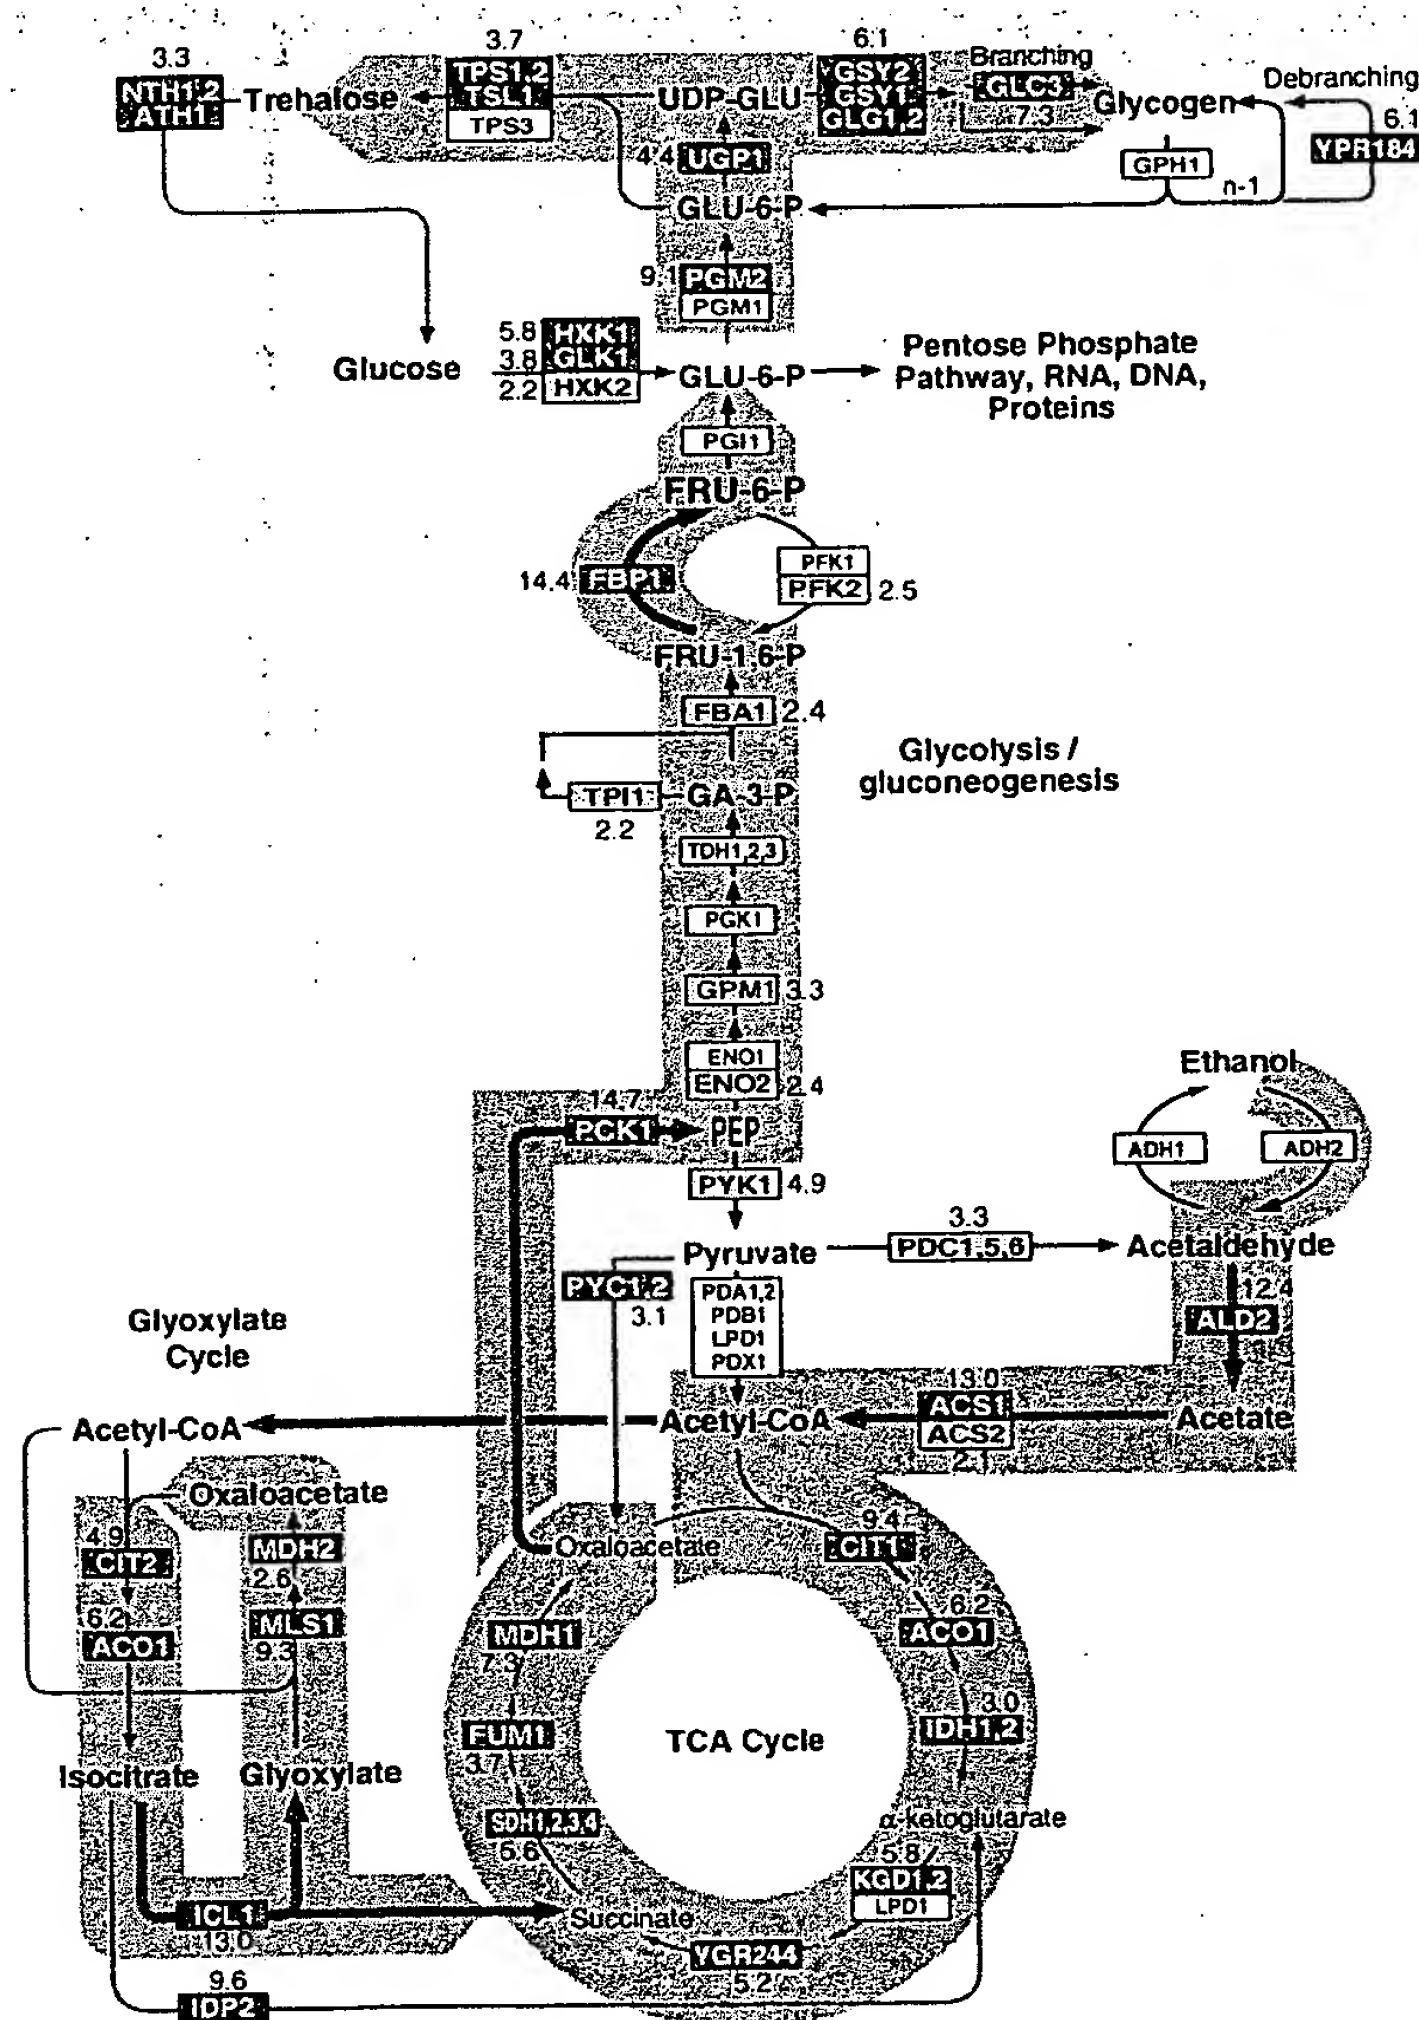 3.3
NTH1,2
ATH1
Trehalose
3.7
TPS1,2
TSL1
TPS3
UDP-GLU
6.1
GSY2
GSY1
GLG1,2
Branching
GLC3
7.3
Glycogen
Debranching
6.1
YPR184
GPH1
n-1
4.4
UGP1
GLU-6-P
9.1
PGM2
PGM1
Glucose
5.8
HXK1
3.8
GLK1
2.2
HXK2
GLU-6-P
Pentose Phosphate
Pathway, RNA, DNA,
Proteins
PGI1
FRU-6-P
14.4
FBP1
PFK1
PFK2
2.5
FRU-1,6-P
FBA1
2.4
Glycolysis /
gluconeogenesis
TPI1
2.2
GA-3-P
TDH1,2,3
PGK1
GPM1
3.3
ENO1
ENO2
2.4
14.7
PCK1
PEP
PYK1
4.9
Ethanol
ADH1
ADH2
Pyruvate
3.3
PDC1,5,6
Acetaldehyde
PYC1,2
3.1
PDA1,2
PDB1
LPD1
PDX1
12.4
ALD2
Glyoxylate
Cycle
Acetyl-CoA
Acetyl-CoA
13.0
ACS1
ACS2
2.1
Acetate
Oxaloacetate
4.9
CIT2
MDH2
2.6
Oxaloacetate
9.4
CIT1
6.2
ACO1
MLS1
9.3
MDH1
7.3
6.2
ACO1
3.0
IDH1,2
FUM1
3.7
TCA Cycle
Isocitrate
Glyoxylate
SDH1,2,3,4
5.6
α-ketoglutarate
5.8
KGD1,2
LPD1
ICL1
13.0
Succinate
YGR244
5.2
9.6
IDP2